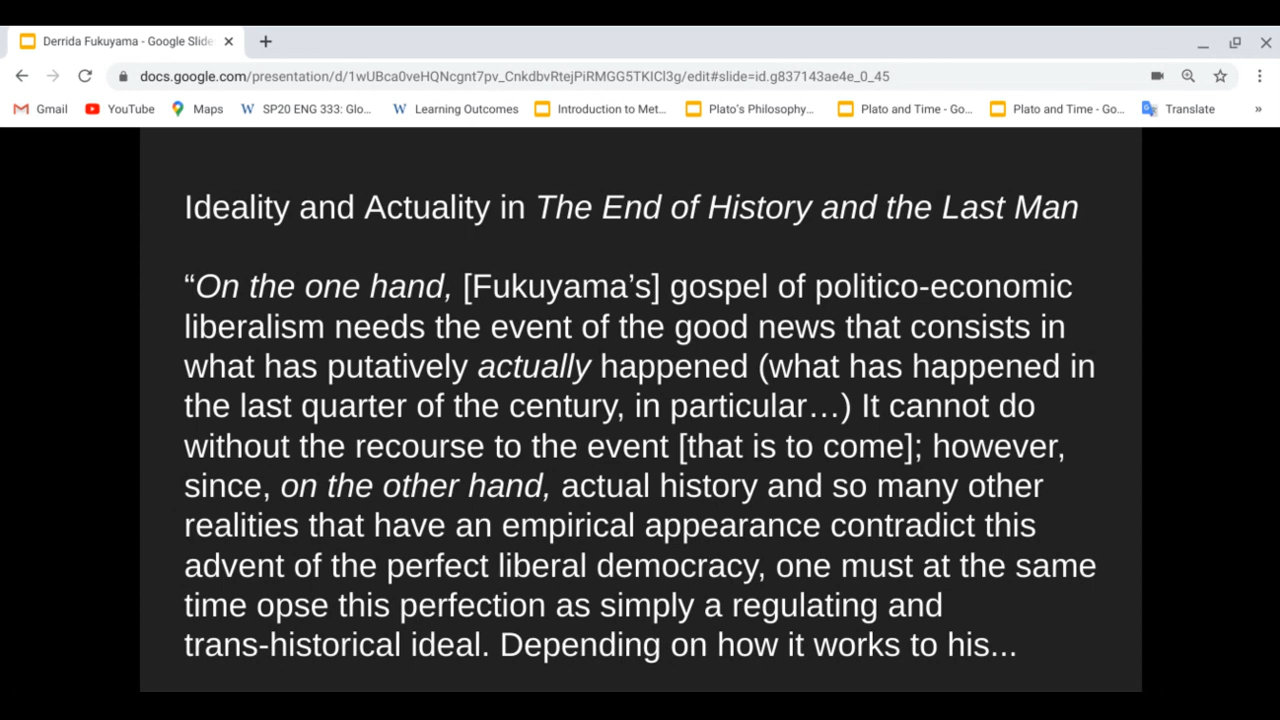 Derrida Fukuyama - Google Slide
docs.google.com/presentation/d/1wUBca0veHQNcgnt7pv_CnkdbvRtejPiRMGG5TKICl3g/edit#slide=id.g837143ae4e_0_45
Gmail YouTube Maps SP20 ENG 333: Glo... Learning Outcomes Introduction to Met... Plato's Philosophy... Plato and Time - Go... Plato and Time - Go... Translate »
Ideality and Actuality in The End of History and the Last Man
“On the one hand, [Fukuyama’s] gospel of politico-economic
liberalism needs the event of the good news that consists in
what has putatively actually happened (what has happened in
the last quarter of the century, in particular…) It cannot do
without the recourse to the event [that is to come]; however,
since, on the other hand, actual history and so many other
realities that have an empirical appearance contradict this
advent of the perfect liberal democracy, one must at the same
time opse this perfection as simply a regulating and
trans-historical ideal. Depending on how it works to his...